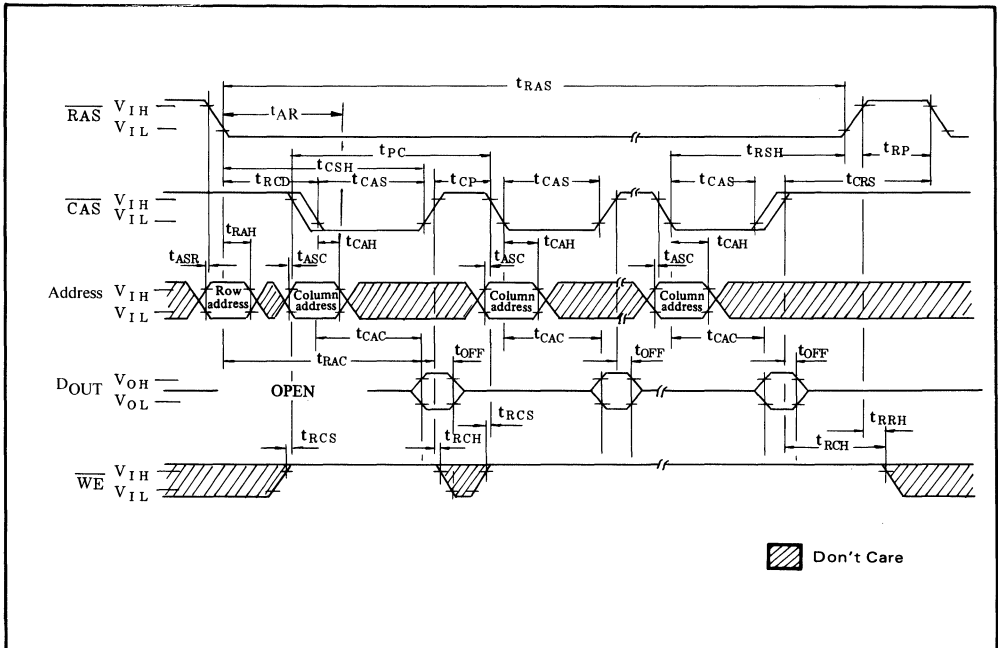 tRAS
RAS VIH
VIL
tAR
tPC
tRSH
tRP
tCSH
tRCD
tCAS
tCP
tCAS
tCAS
tCRS
CAS VIH
VIL
tRAH
tCAH
tCAH
tCAH
tASR
tASC
tASC
tASC
Address VIH
VIL
Row address
Column address
Column address
Column address
tCAC
tCAC
tCAC
tRAC
tOFF
tOFF
tOFF
DOUT VOH
VOL
OPEN
tRCS
tRCS
tRCH
tRRH
tRCH
WE VIH
VIL
Don't Care